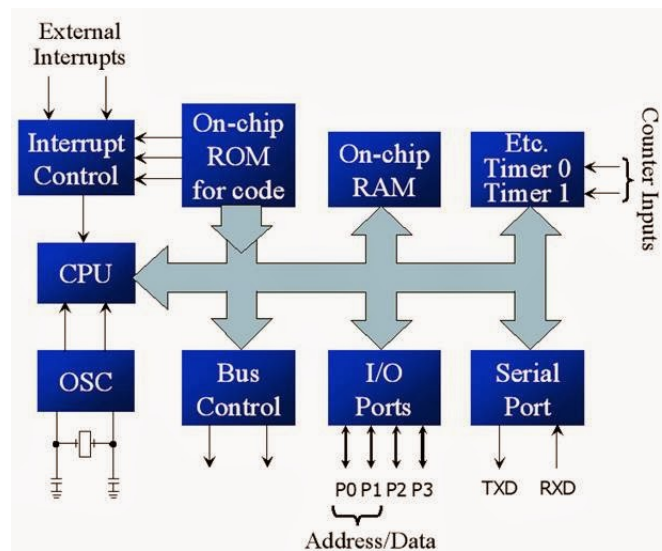 External
Interrupts
Interrupt
Control
On-chip
ROM
for code
On-chip
RAM
Etc.
Timer 0
Timer 1
Counter Inputs
CPU
OSC
Bus
Control
I/O
Ports
Serial
Port
P0 P1 P2 P3
TXD RXD
Address/Data